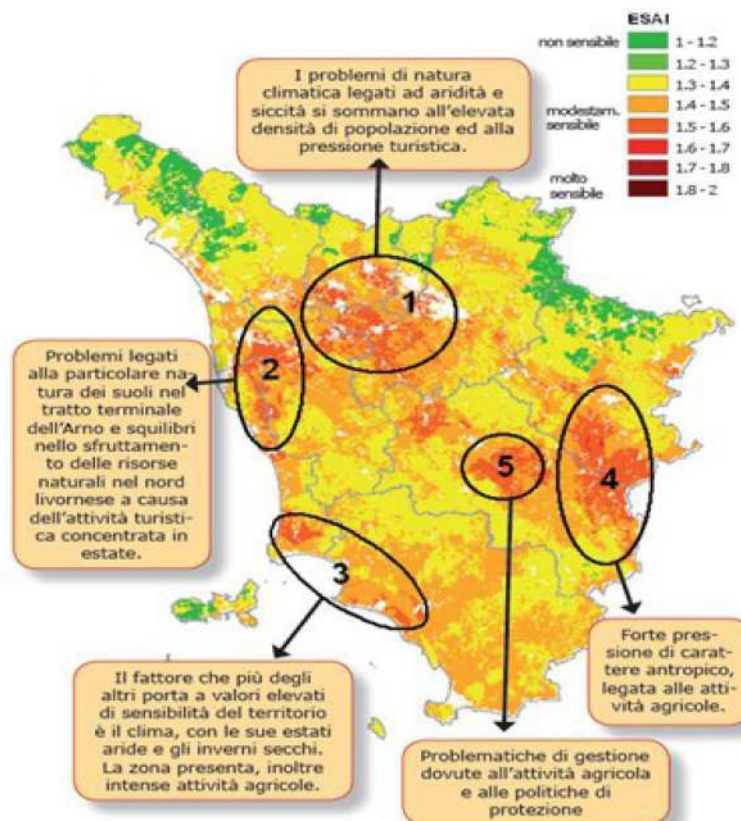 ESAI
non sensibile
1 - 1.2
1.2 - 1.3
1.3 - 1.4
modestam.
sensibile
1.4 - 1.5
1.5 - 1.6
1.6 - 1.7
molto
sensibile
1.7 - 1.8
1.8 - 2
I problemi di natura
climatica legati ad aridità e
siccità si sommano all'elevata
densità di popolazione ed alla
pressione turistica.
1
2
Problemi legati
alla particolare na-
tura dei suoli nel
tratto terminale
dell'Arno e squilibri
nello sfruttamen-
to delle risorse
naturali nel nord
livornese a causa
dell'attività turisti-
ca concentrata in
estate.
5
4
3
Il fattore che più degli
altri porta a valori elevati
di sensibilità del territorio
è il clima, con le sue estati
aride e gli inverni secchi.
La zona presenta, inoltre
intense attività agricole.
Forte pres-
sione di carat-
tere antropico,
legata alle atti-
vità agricole.
Problematiche di gestione
dovute all'attività agricola
e alle politiche di
protezione